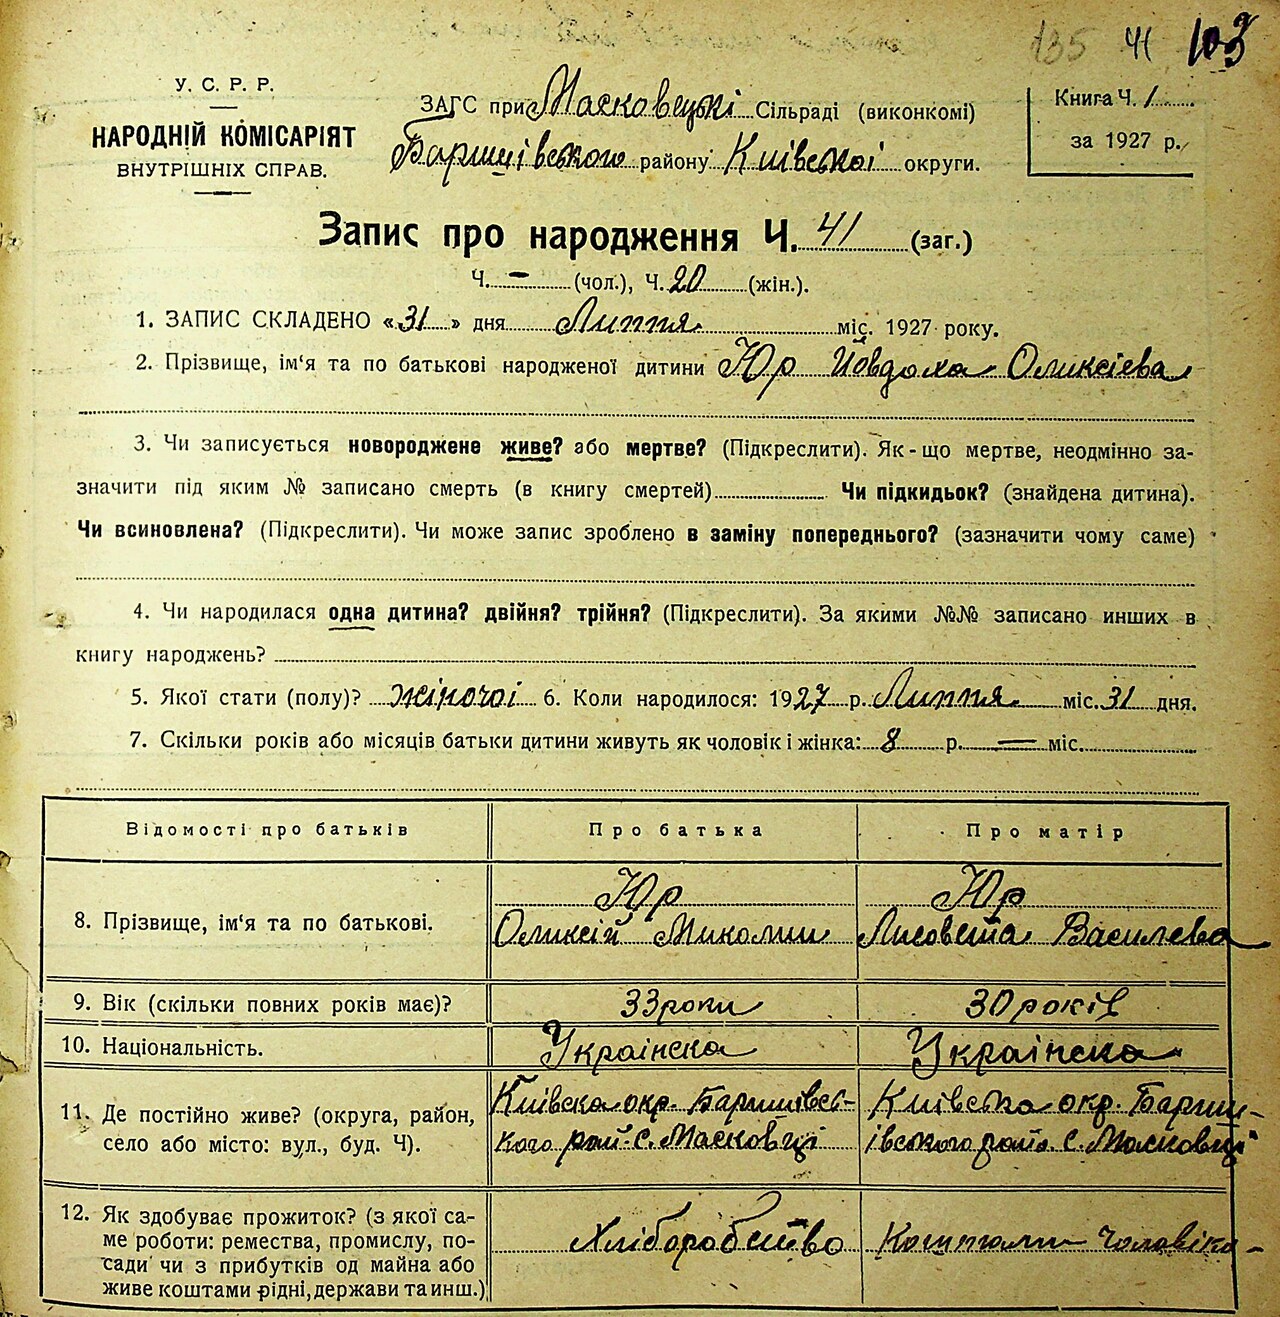 135 41 103
У. С. Р. Р.
НАРОДНІЙ КОМІСАРІЯТ
ВНУТРІШНІХ СПРАВ.
ЗАГС при Масковецькі Сільраді (виконкомі)
Баришівського району Київської округи.
Книга Ч. 1
за 1927 р.
Запис про народження Ч. 41 (заг.)
Ч. — (чол.), Ч. 20 (жін.).
1. ЗАПИС СКЛАДЕНО «31» дня Липня міс. 1927 року.
2. Прізвище, ім‘я та по батькові народженої дитини Юр Йовдоха Оликсіева
3. Чи записується новороджене живе? або мертве? (Підкреслити). Як-що мертве, неодмінно за-
значити під яким № записано смерть (в книгу смертей) Чи підкидьок? (знайдена дитина).
Чи всиновлена? (Підкреслити). Чи може запис зроблено в заміну попереднього? (зазначити чому саме)
4. Чи народилася одна дитина? двійня? трійня? (Підкреслити). За якими №№ записано инших в
книгу народжень?
5. Якої стати (полу)? жіночоі 6. Коли народилося: 1927 р. Липня міс. 31 дня.
7. Скільки років або місяців батьки дитини живуть як чоловік і жінка: 8 р. — міс.
Відомості про батьків Про батька Про матір
8. Прізвище, ім‘я та по батькові. Юр Юр
Оликсій Миколии Лисовета Василева
9. Вік (скільки повних років має)? 33 роки 30 років
10. Національність. Українска Українска
11. Де постійно живе? (округа, район, Київска окр. Баришівсь- Київська окр. Бариш-
село або місто: вул., буд. Ч). кого рай. с. Масковці івського райо. с. Масковці
12. Як здобуває прожиток? (з якої са-
ме роботи: ремества, промислу, по- Хліборобство Коштами чоловіка
сади чи з прибутків од майна або
живе коштами рідні, держави та инш.)